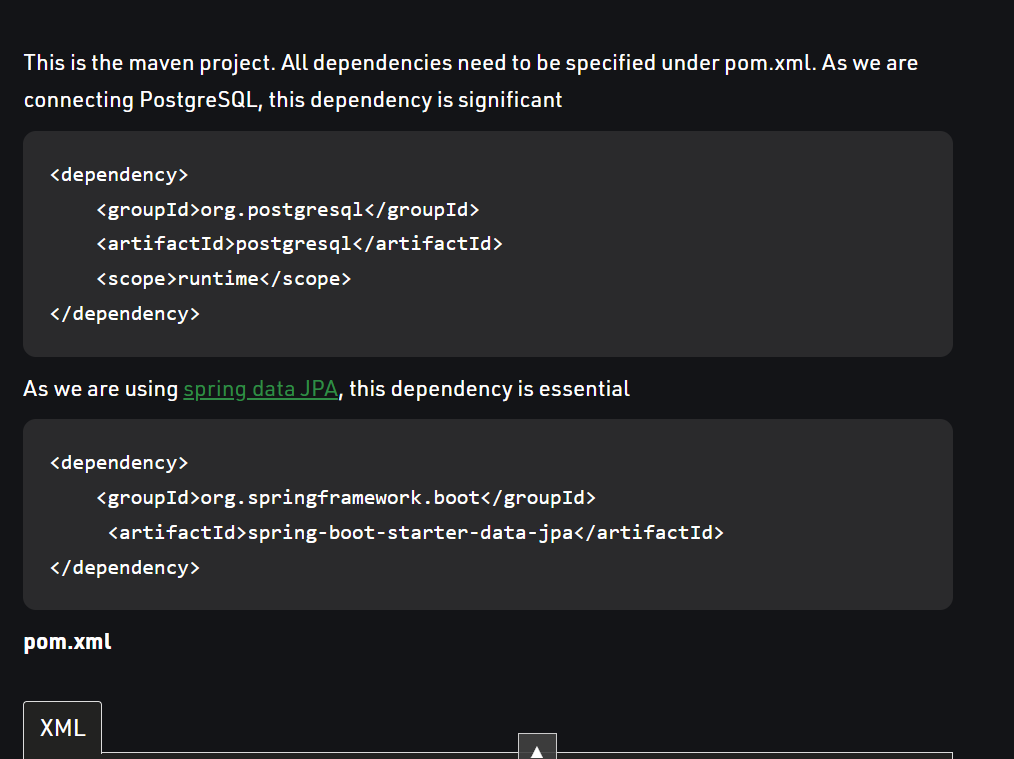 This is the maven project. All dependencies need to be specified under pom.xml. As we are
connecting PostgreSQL, this dependency is significant
<dependency>
    <groupId>org.postgresql</groupId>
    <artifactId>postgresql</artifactId>
    <scope>runtime</scope>
</dependency>
As we are using spring data JPA, this dependency is essential
<dependency>
    <groupId>org.springframework.boot</groupId>
     <artifactId>spring-boot-starter-data-jpa</artifactId>
</dependency>
pom.xml
XML